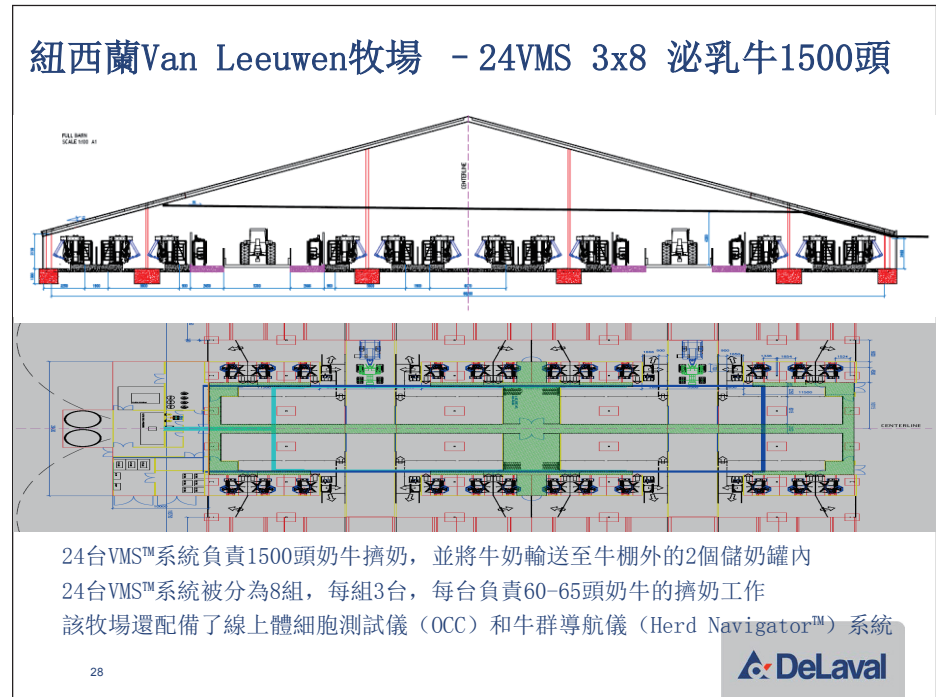 紐西蘭Van Leeuwen牧場 －24VMS 3x8 泌乳牛1500頭
FULL BARN
SCALE 1:100 A1
CENTERLINE
CENTERLINE
24台VMS™系統負責1500頭奶牛擠奶，並將牛奶輸送至牛棚外的2個儲奶罐內
24台VMS™系統被分為8組，每組3台，每台負責60-65頭奶牛的擠奶工作
該牧場還配備了線上體細胞測試儀（OCC）和牛群導航儀（Herd Navigator™）系統
28
DeLaval